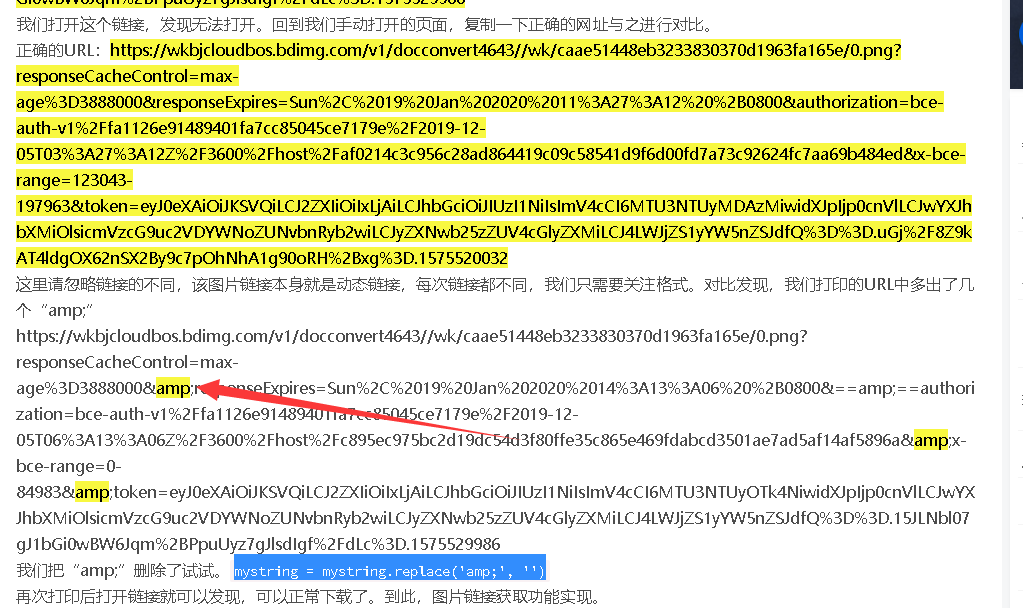 我们打开这个链接，发现无法打开。回到我们手动打开的页面，复制一下正确的网址与之进行对比。
正确的URL：https://wkbjcloudbos.bdimg.com/v1/docconvert4643//wk/caae51448eb3233830370d1963fa165e/0.png?
responseCacheControl=max-
age%3D3888000&responseExpires=Sun%2C%2019%20Jan%202020%2011%3A27%3A12%20%2B0800&authorization=bce-
auth-v1%2Ffa1126e91489401fa7cc85045ce7179e%2F2019-12-
05T03%3A27%3A12Z%2F3600%2Fhost%2Faf0214c3c956c28ad864419c09c58541d9f6d00fd7a73c92624fc7aa69b484ed&x-bce-
range=123043-
197963&token=eyJ0eXAiOiJKSVQiLCJ2ZXIiOiIxLjAiLCJhbGciOiJIUzI1NiIsImV4cCI6MTU3NTUyMDAzMiwidXJpIjp0cnVlLCJwYXJh
bXMiOlsicmVzcG9uc2VDYWNoZUNvbnRyb2wiLCJyZXNwb25zZUV4cGlyZXMiLCJ4LWJjZS1yYW5nZSJdfQ%3D%3D.uGj%2F8Z9k
AT4ldgOX62nSX2By9c7pOhNhA1g90oRH%2Bxg%3D.1575520032
这里请忽略链接的不同，该图片链接本身就是动态链接，每次链接都不同，我们只需要关注格式。对比发现，我们打印的URL中多出了几
个“amp;”
https://wkbjcloudbos.bdimg.com/v1/docconvert4643//wk/caae51448eb3233830370d1963fa165e/0.png?
responseCacheControl=max-
age%3D3888000&amp;responseExpires=Sun%2C%2019%20Jan%202020%2014%3A13%3A06%20%2B0800&==amp;==authori
zation=bce-auth-v1%2Ffa1126e91489401fa7cc85045ce7179e%2F2019-12-
05T06%3A13%3A06Z%2F3600%2Fhost%2Fc895ec975bc2d19dc54d3f80ffe35c865e469fdabcd3501ae7ad5af14af5896a&amp;x-
bce-range=0-
84983&amp;token=eyJ0eXAiOiJKSVQiLCJ2ZXIiOiIxLjAiLCJhbGciOiJIUzI1NiIsImV4cCI6MTU3NTUyOTk4NiwidXJpIjp0cnVlLCJwYX
JhbXMiOlsicmVzcG9uc2VDYWNoZUNvbnRyb2wiLCJyZXNwb25zZUV4cGlyZXMiLCJ4LWJjZS1yYW5nZSJdfQ%3D%3D.15JLNbl07
gJ1bGi0wBW6Jqm%2BPpuUyz7gJlsdIgf%2FdLc%3D.1575529986
我们把“amp;”删除了试试。 mystring = mystring.replace('amp;', '')
再次打印后打开链接就可以发现，可以正常下载了。到此，图片链接获取功能实现。